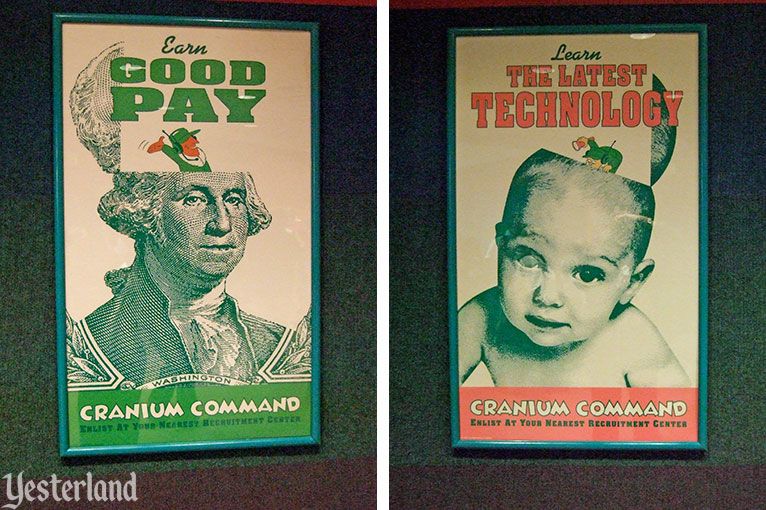 Earn
GOOD
PAY
WASHINGTON
CRANIUM COMMAND
ENLIST AT YOUR NEAREST RECRUITMENT CENTER
Learn
THE LATEST
TECHNOLOGY
CRANIUM COMMAND
ENLIST AT YOUR NEAREST RECRUITMENT CENTER
Yesterland